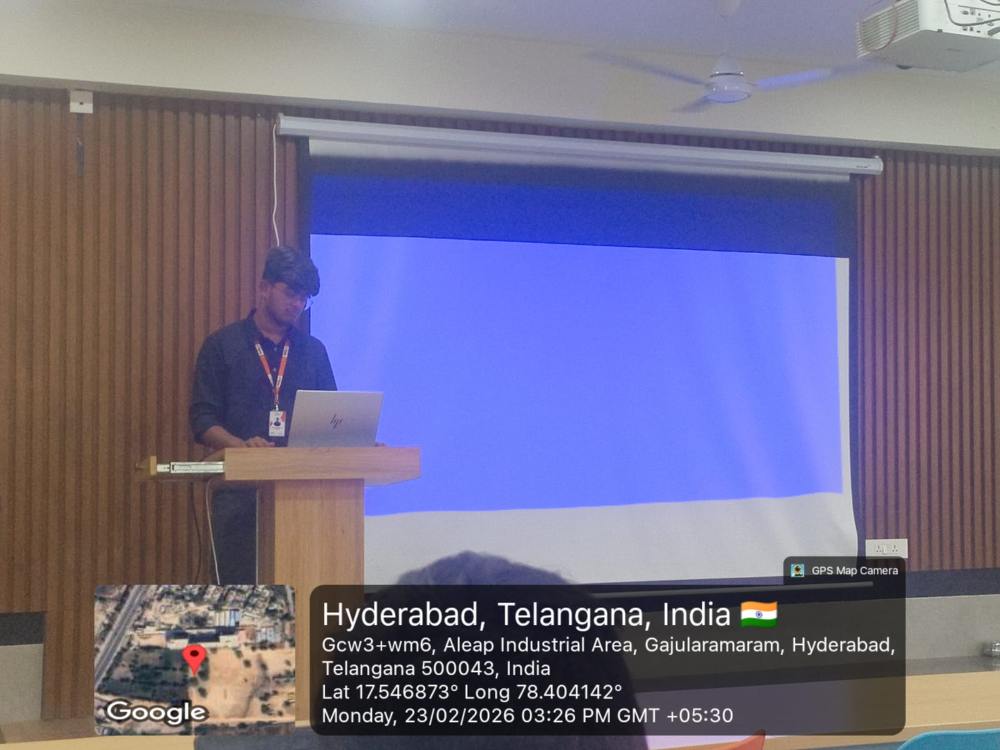 hp
GPS Map Camera
Hyderabad, Telangana, India
Gcw3+wm6, Aleap Industrial Area, Gajularamaram, Hyderabad,
Telangana 500043, India
Lat 17.546873° Long 78.404142°
Monday, 23/02/2026 03:26 PM GMT +05:30
Google